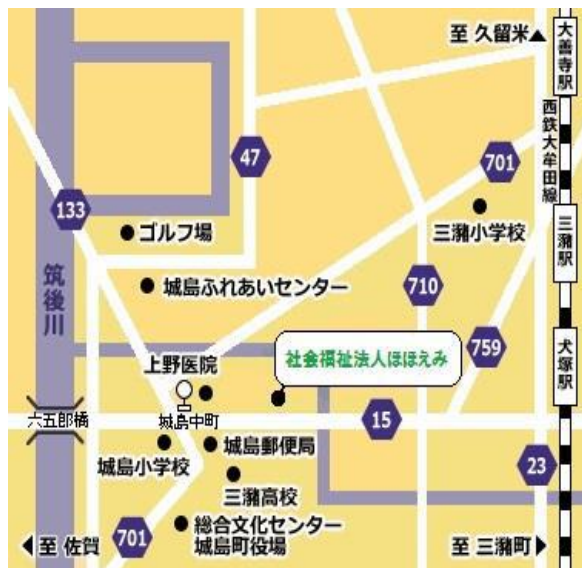 至 久留米▲
大善寺駅
西鉄大牟田線
47
701
133
ゴルフ場
三潴小学校
三潴駅
筑後川
城島ふれあいセンター
710
759
犬塚駅
上野医院
社会福祉法人ほほえみ
六五郎橋
城島中町
15
城島小学校
城島郵便局
23
三潴高校
701
総合文化センター
城島町役場
◀至 佐賀
至 三潴町▶